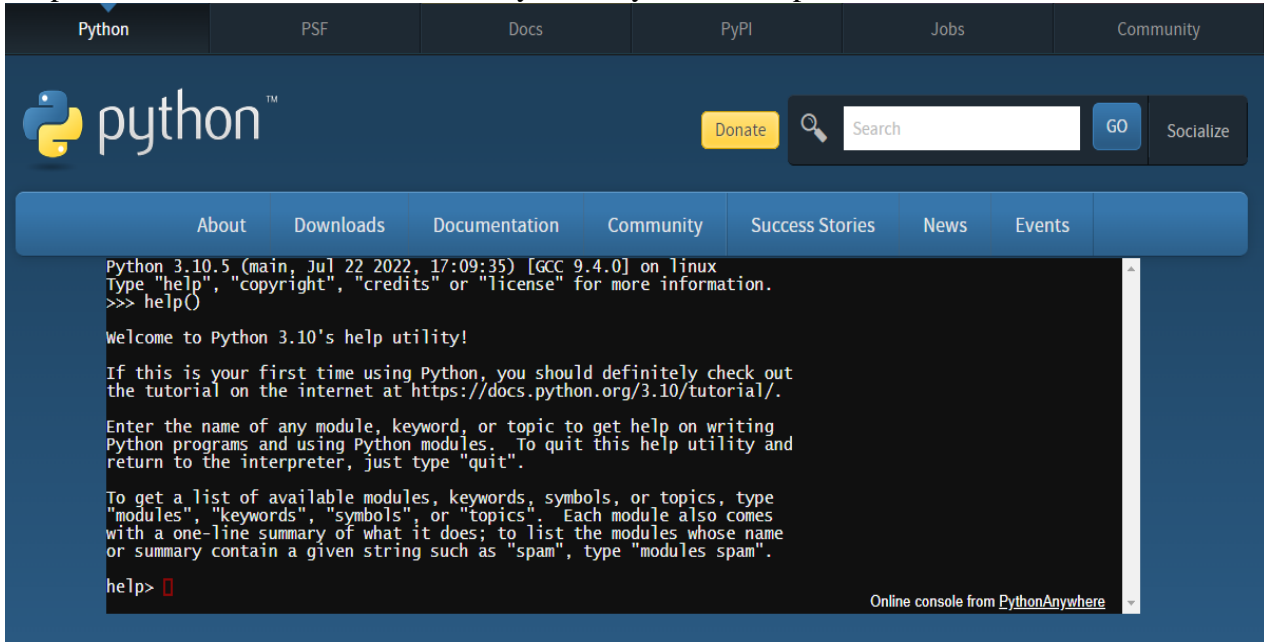 Python PSF Docs PyPI Jobs Community
python™
Donate Search GO Socialize
About Downloads Documentation Community Success Stories News Events
Python 3.10.5 (main, Jul 22 2022, 17:09:35) [GCC 9.4.0] on linux
Type "help", "copyright", "credits" or "license" for more information.
>>> help()
Welcome to Python 3.10's help utility!
If this is your first time using Python, you should definitely check out
the tutorial on the internet at https://docs.python.org/3.10/tutorial/.
Enter the name of any module, keyword, or topic to get help on writing
Python programs and using Python modules.  To quit this help utility and
return to the interpreter, just type "quit".
To get a list of available modules, keywords, symbols, or topics, type
"modules", "keywords", "symbols", or "topics".  Each module also comes
with a one-line summary of what it does; to list the modules whose name
or summary contain a given string such as "spam", type "modules spam".
help>
Online console from PythonAnywhere